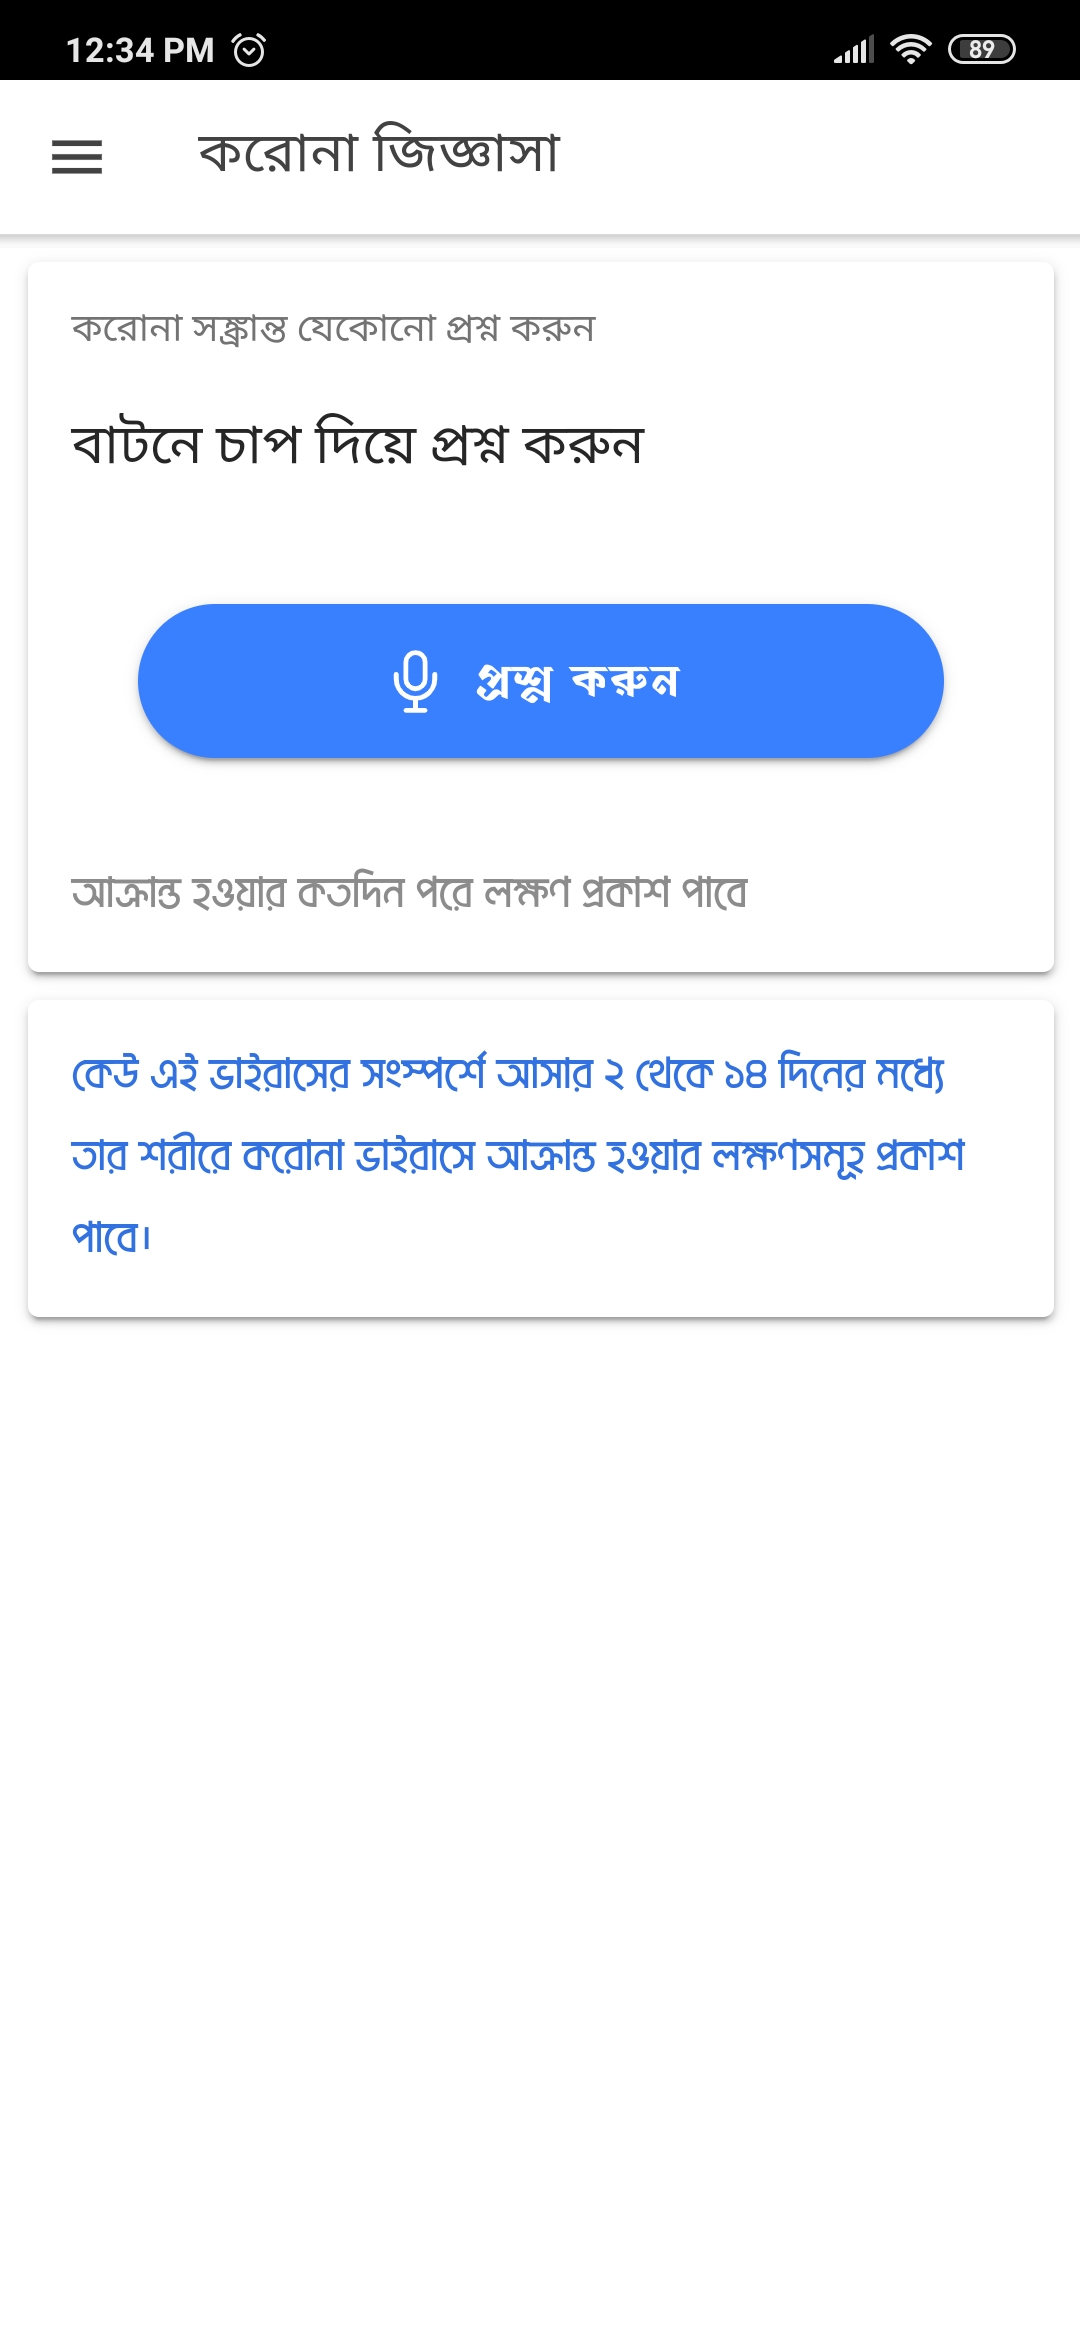 12:34 PM
89
করোনা জিজ্ঞাসা
করোনা সঙ্ক্রান্ত যেকোনো প্রশ্ন করুন
বাটনে চাপ দিয়ে প্রশ্ন করুন
প্রশ্ন করুন
আক্রান্ত হওয়ার কতদিন পরে লক্ষণ প্রকাশ পাবে
কেউ এই ভাইরাসের সংস্পর্শে আসার ২ থেকে ১৪ দিনের মধ্যে
তার শরীরে করোনা ভাইরাসে আক্রান্ত হওয়ার লক্ষণসমূহ প্রকাশ
পাবে।